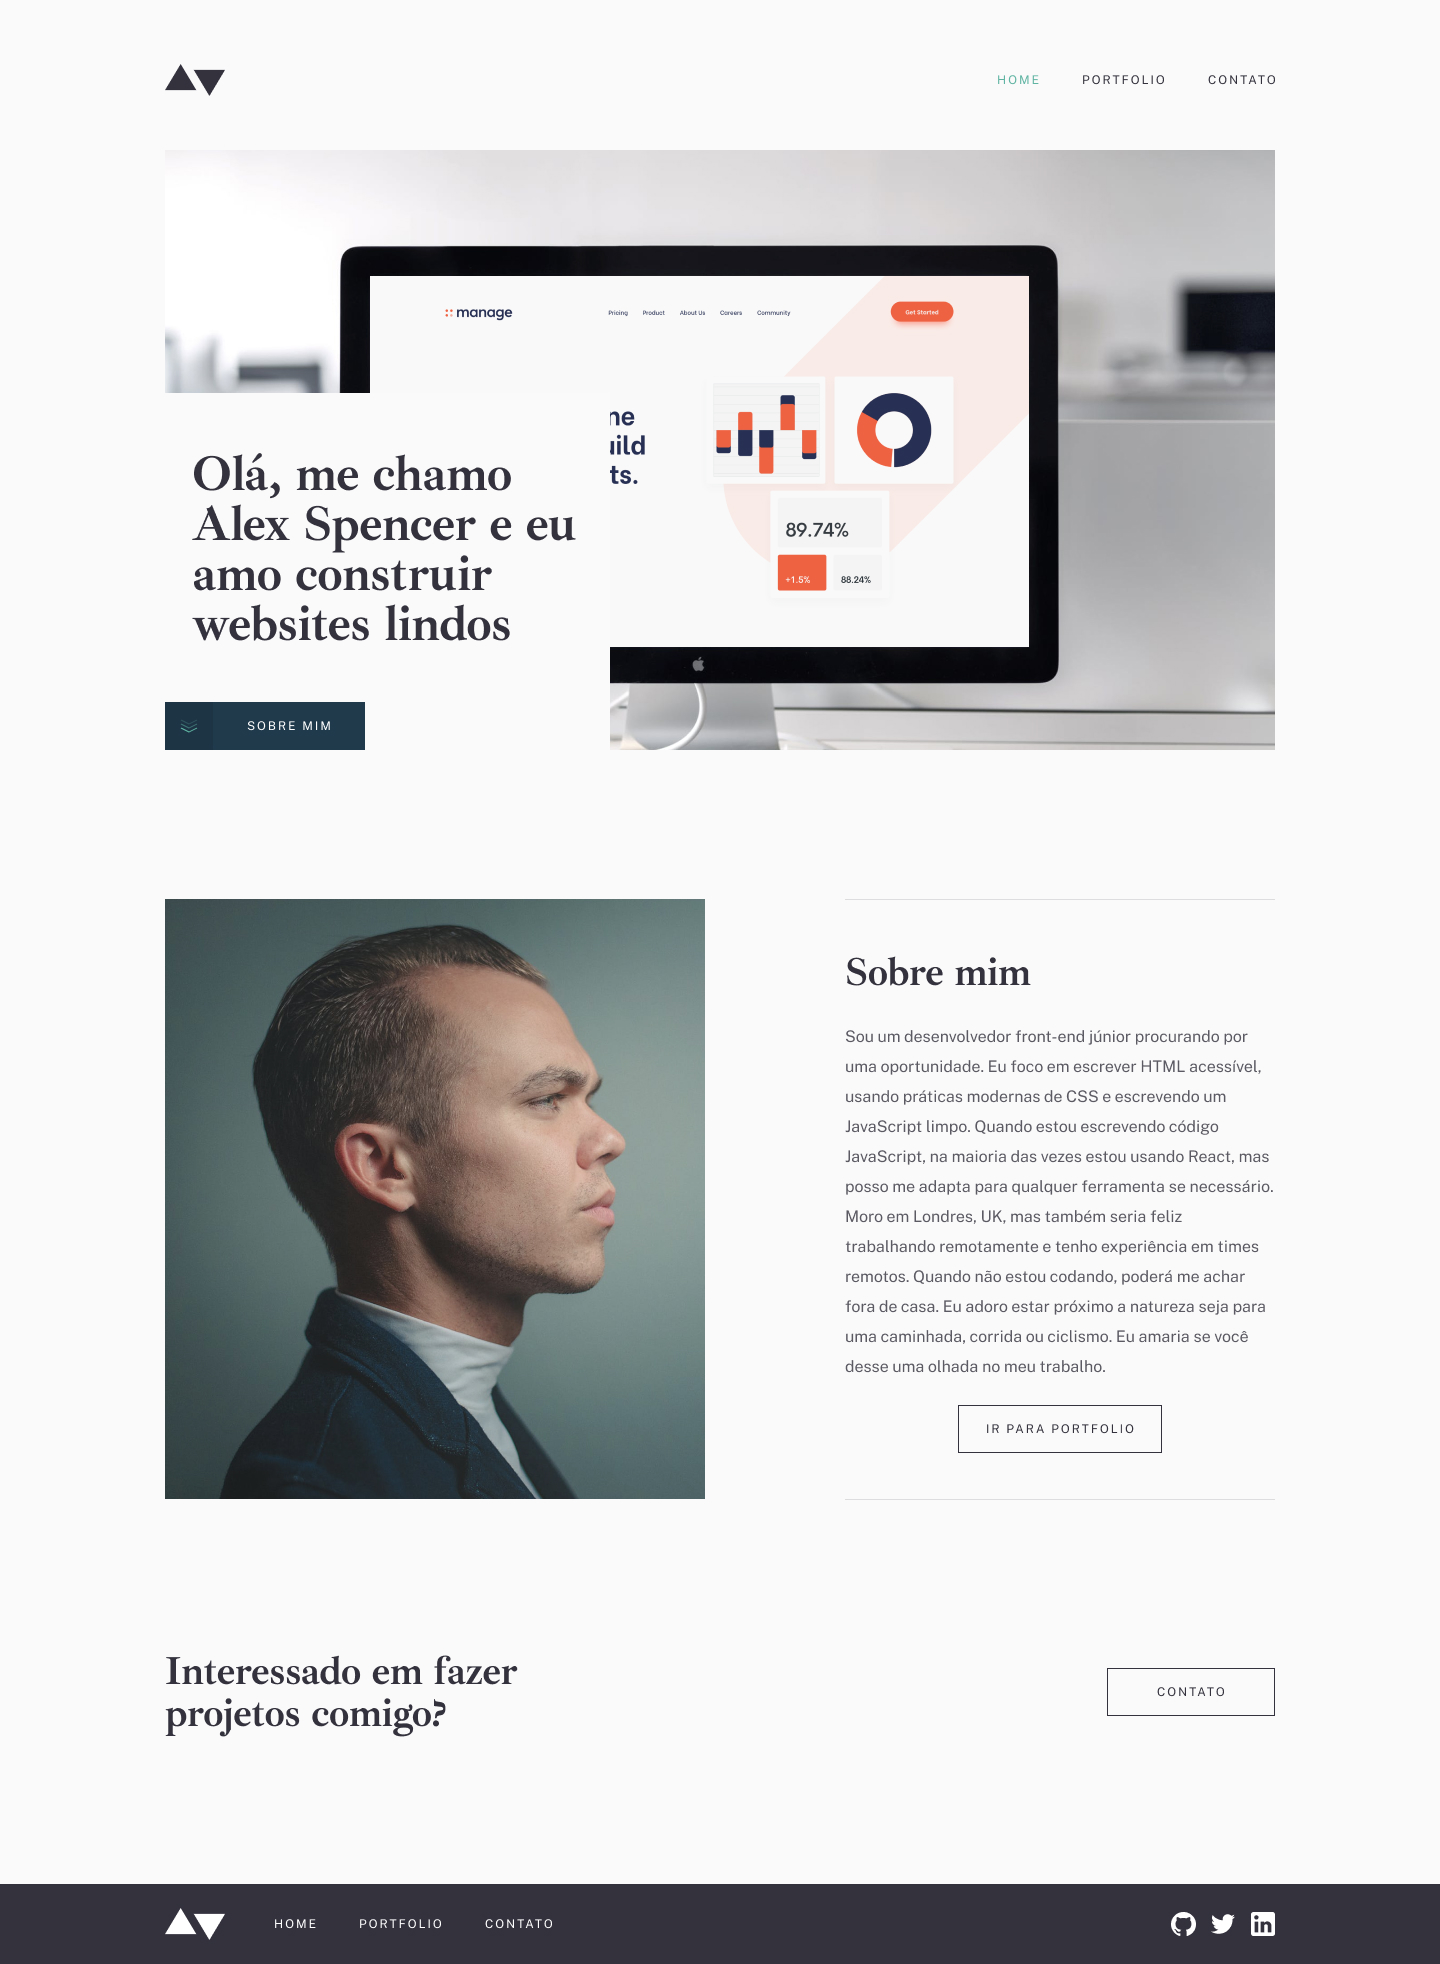 HOME PORTFOLIO CONTATO
manage Pricing Product About Us Careers Community Get Started
Olá, me chamo
Alex Spencer e eu
amo construir
websites lindos
ne
uild
ts.
89.74%
+1.5% 88.24%
SOBRE MIM
Sobre mim
Sou um desenvolvedor front-end júnior procurando por
uma oportunidade. Eu foco em escrever HTML acessível,
usando práticas modernas de CSS e escrevendo um
JavaScript limpo. Quando estou escrevendo código
JavaScript, na maioria das vezes estou usando React, mas
posso me adapta para qualquer ferramenta se necessário.
Moro em Londres, UK, mas também seria feliz
trabalhando remotamente e tenho experiência em times
remotos. Quando não estou codando, poderá me achar
fora de casa. Eu adoro estar próximo a natureza seja para
uma caminhada, corrida ou ciclismo. Eu amaria se você
desse uma olhada no meu trabalho.
IR PARA PORTFOLIO
Interessado em fazer
projetos comigo?
CONTATO
HOME PORTFOLIO CONTATO